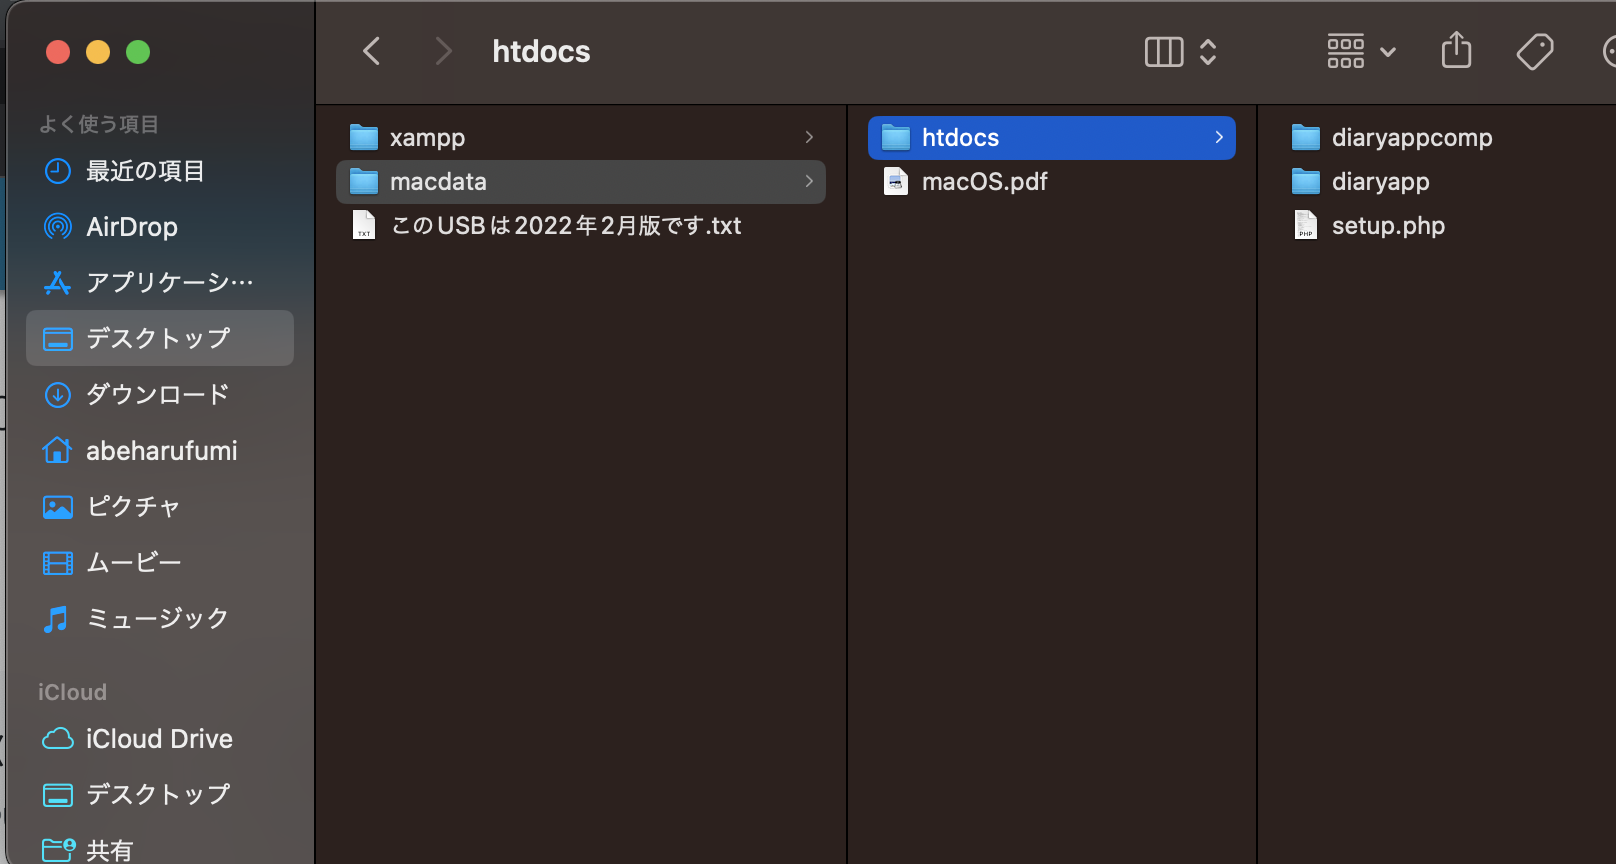 htdocs
よく使う項目
最近の項目
AirDrop
アプリケーシ…
デスクトップ
ダウンロード
abeharufumi
ピクチャ
ムービー
ミュージック
iCloud
iCloud Drive
デスクトップ
共有
xampp
macdata
このUSBは2022年2月版です.txt
TXT
htdocs
macOS.pdf
diaryappcomp
diaryapp
setup.php
PHP